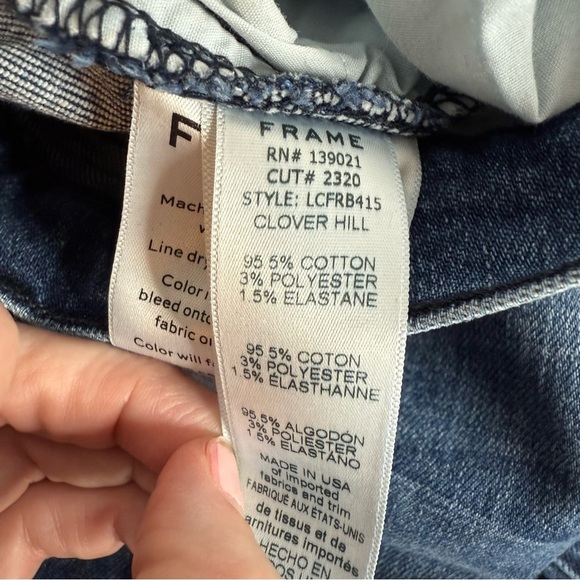 F
Mach
Line dry
Color
bleed onto
fabric or
Color will f
FRAME
RN# 139021
CUT# 2320
STYLE: LCFRB415
CLOVER HILL
95.5% COTTON
3% POLYESTER
1.5% ELASTANE
95.5% COTON
3% POLYESTER
1.5% ÉLASTHANNE
95.5% ALGODÓN
3% POLIÉSTER
1.5% ELASTANO
MADE IN USA
of imported
fabrics and trim
FABRIQUÉ AUX ÉTATS-UNIS
de tissus et de
garnitures importés
HECHO EN